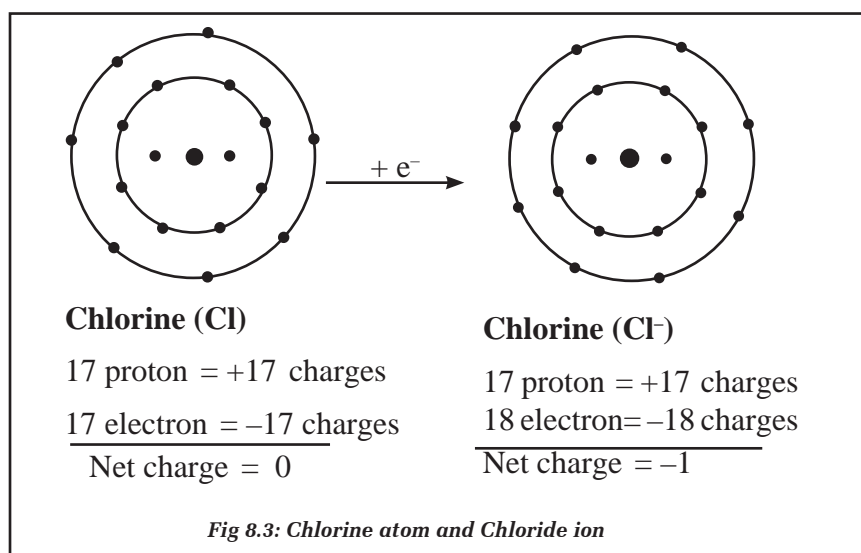 + e⁻
Chlorine (Cl)
17 proton = +17 charges
17 electron = –17 charges
Net charge = 0
Chlorine (Cl⁻)
17 proton = +17 charges
18 electron= –18 charges
Net charge = –1
Fig 8.3: Chlorine atom and Chloride ion